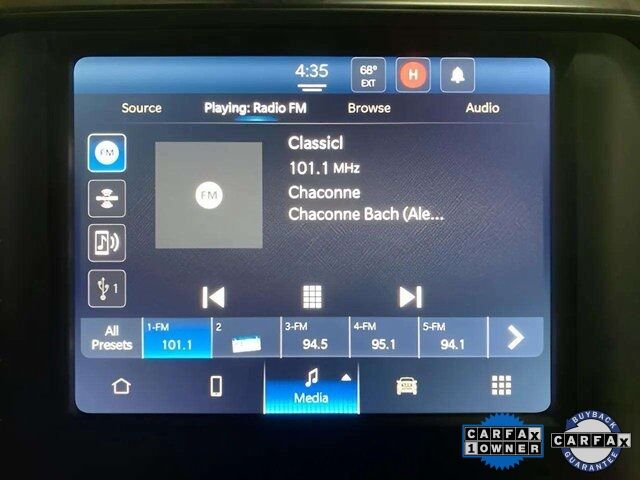 4:35 68° EXT H
Source Playing: Radio FM Browse Audio
FM
Classicl
101.1 MHz
FM
Chaconne
Chaconne Bach (Ale...
1
All Presets 1-FM 101.1 2 3-FM 94.5 4-FM 95.1 5-FM 94.1
Media
CARFAX
1 OWNER
BUYBACK
CARFAX
GUARANTEE